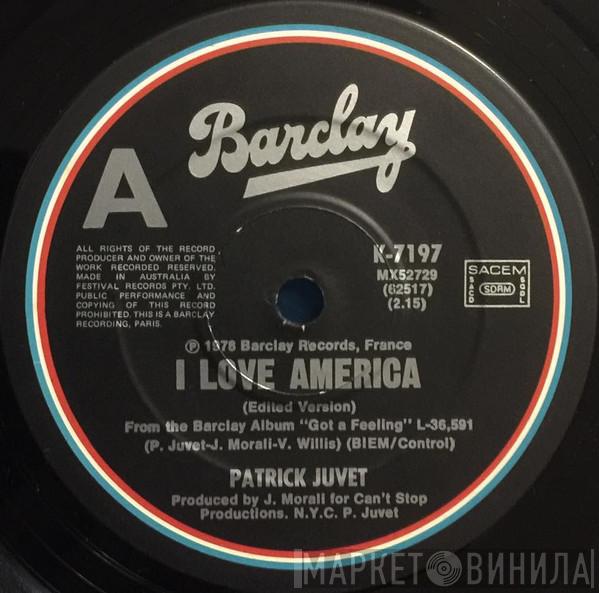 Barclay
A
ALL RIGHTS OF THE RECORD
PRODUCER AND OWNER OF THE
WORK RECORDED RESERVED.
MADE IN AUSTRALIA BY
FESTIVAL RECORDS PTY. LTD.
PUBLIC PERFORMANCE AND
COPYING OF THIS RECORD
PROHIBITED. THIS IS A BARCLAY
RECORDING, PARIS.
K-7197
MX52729
(62517)
(2.15)
SACEM
SACD SDRM SGDL
Ⓟ 1978 Barclay Records, France
I LOVE AMERICA
(Edited Version)
From the Barclay Album "Got a Feeling" L-36,591
(P. Juvet-J. Morali-V. Willis) (BIEM/Control)
PATRICK JUVET
Produced by J. Morali for Can't Stop
Productions. N.Y.C. P. Juvet
МАРКЕТ ВИНИЛА